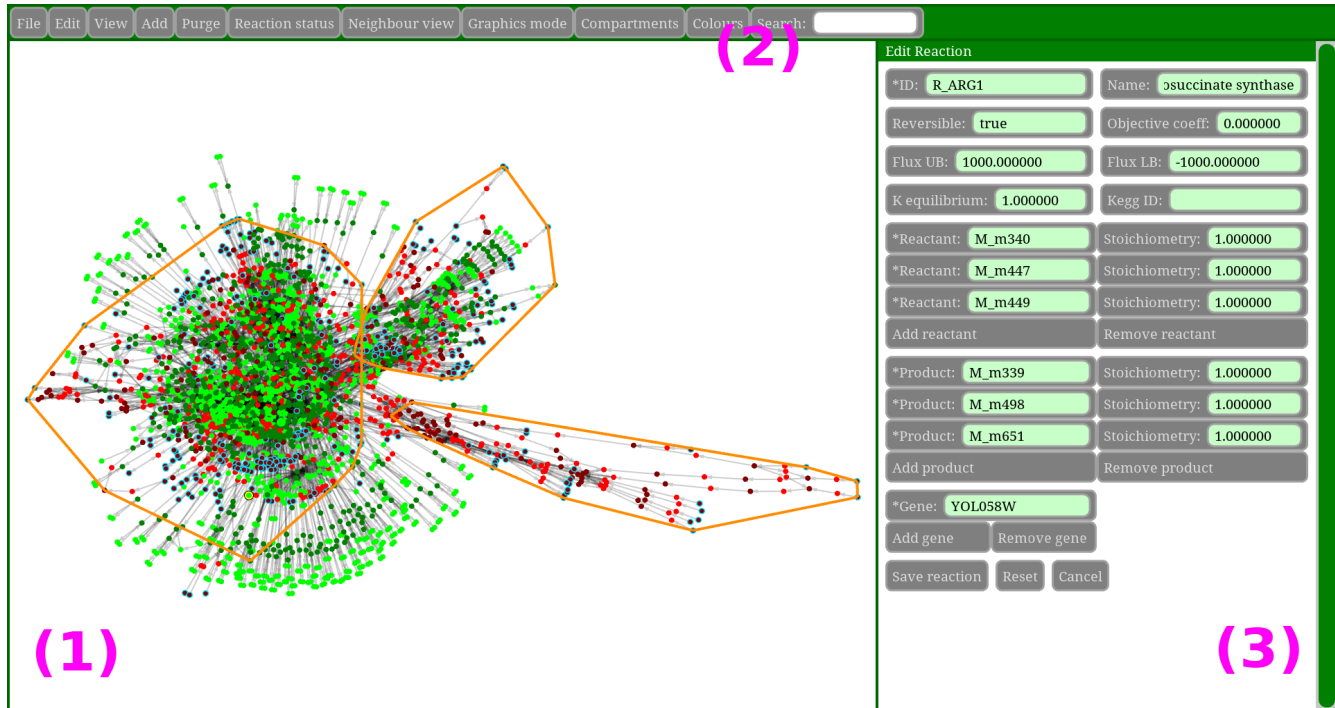 File Edit View Add Purge Reaction status Neighbour view Graphics mode Compartments Colours Search:
(2)
Edit Reaction
*ID: R_ARG1 Name: osuccinate synthase
Reversible: true Objective coeff: 0.000000
Flux UB: 1000.000000 Flux LB: -1000.000000
K equilibrium: 1.000000 Kegg ID:
*Reactant: M_m340 Stoichiometry: 1.000000
*Reactant: M_m447 Stoichiometry: 1.000000
*Reactant: M_m449 Stoichiometry: 1.000000
Add reactant Remove reactant
*Product: M_m339 Stoichiometry: 1.000000
*Product: M_m498 Stoichiometry: 1.000000
*Product: M_m651 Stoichiometry: 1.000000
Add product Remove product
*Gene: YOL058W
Add gene Remove gene
Save reaction Reset Cancel
(1)
(3)